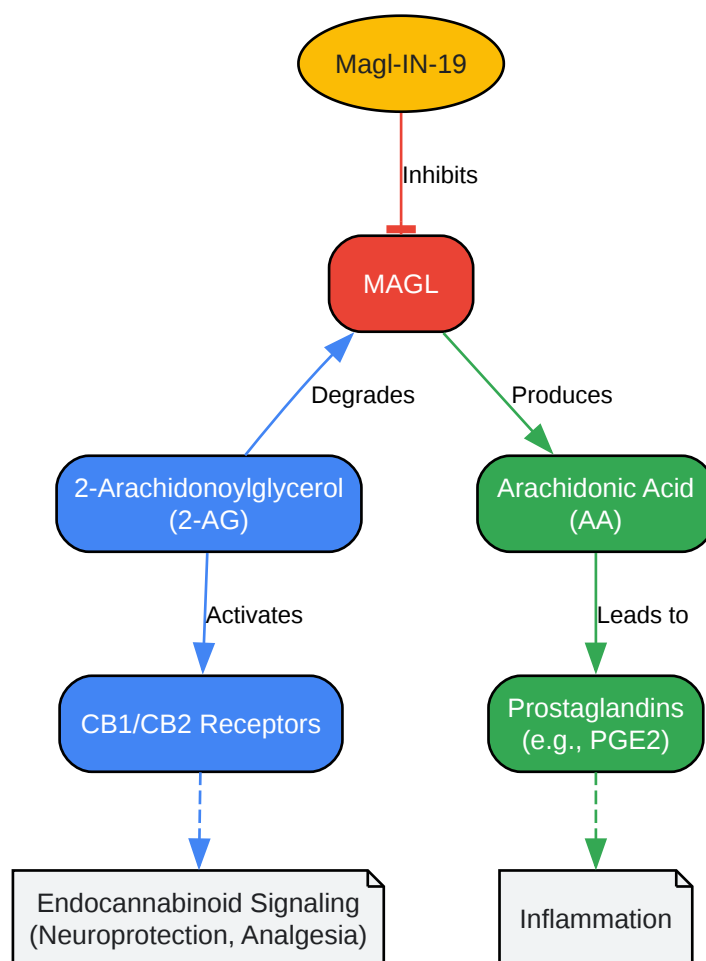 Magl-IN-19
Inhibits
MAGL
Degrades
Produces
2-Arachidonoylglycerol
(2-AG)
Arachidonic Acid
(AA)
Activates
Leads to
CB1/CB2 Receptors
Prostaglandins
(e.g., PGE2)
Endocannabinoid Signaling
(Neuroprotection, Analgesia)
Inflammation